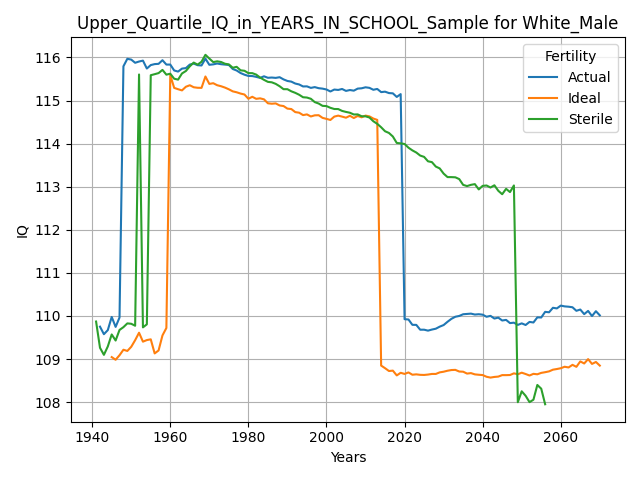 Upper_Quartile_IQ_in_YEARS_IN_SCHOOL_Sample for White_Male
Fertility
Actual
Ideal
Sterile
IQ
116
115
114
113
112
111
110
109
108
1940 1960 1980 2000 2020 2040 2060
Years